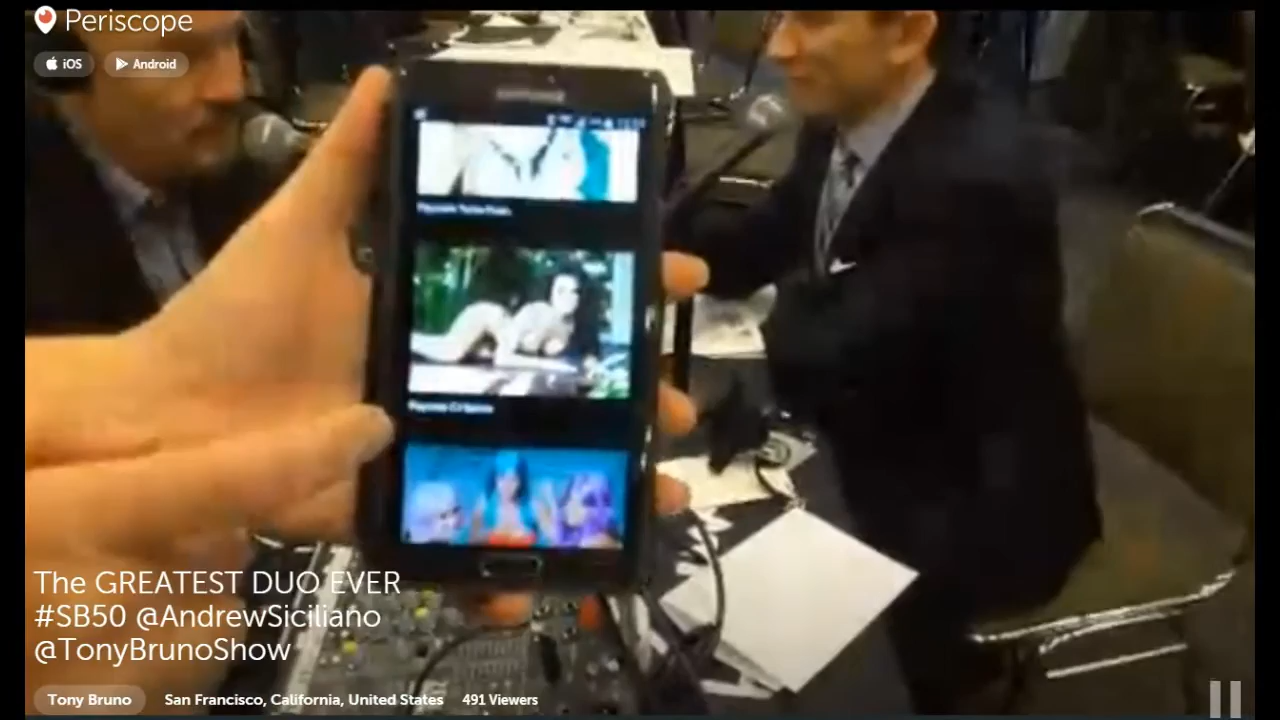 Periscope
iOS
Android
The GREATEST DUO EVER
#SB50 @AndrewSiciliano
@TonyBrunoShow
Tony Bruno San Francisco, California, United States 491 Viewers